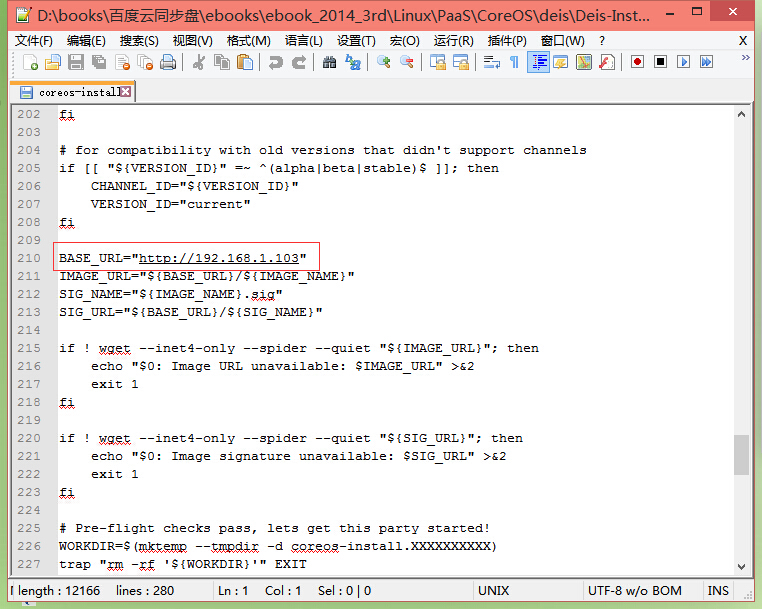 D:\books\百度云同步盘\ebooks\ebook_2014_3rd\Linux\PaaS\CoreOS\deis\Deis-Inst...
文件(F) 编辑(E) 搜索(S) 视图(V) 格式(M) 语言(L) 设置(T) 宏(O) 运行(R) 插件(P) 窗口(W) ? X
coreos-install
202 fi
203
204 # for compatibility with old versions that didn't support channels
205 if [[ "${VERSION_ID}" =~ ^(alpha|beta|stable)$ ]]; then
206 CHANNEL_ID="${VERSION_ID}"
207 VERSION_ID="current"
208 fi
209
210 BASE_URL="http://192.168.1.103"
211 IMAGE_URL="${BASE_URL}/${IMAGE_NAME}"
212 SIG_NAME="${IMAGE_NAME}.sig"
213 SIG_URL="${BASE_URL}/${SIG_NAME}"
214
215 if ! wget --inet4-only --spider --quiet "${IMAGE_URL}"; then
216 echo "$0: Image URL unavailable: $IMAGE_URL" >&2
217 exit 1
218 fi
219
220 if ! wget --inet4-only --spider --quiet "${SIG_URL}"; then
221 echo "$0: Image signature unavailable: $SIG_URL" >&2
222 exit 1
223 fi
224
225 # Pre-flight checks pass, lets get this party started!
226 WORKDIR=$(mktemp --tmpdir -d coreos-install.XXXXXXXXXX)
227 trap "rm -rf '${WORKDIR}'" EXIT
length : 12166 lines : 280 Ln : 1 Col : 1 Sel : 0 | 0 UNIX UTF-8 w/o BOM INS